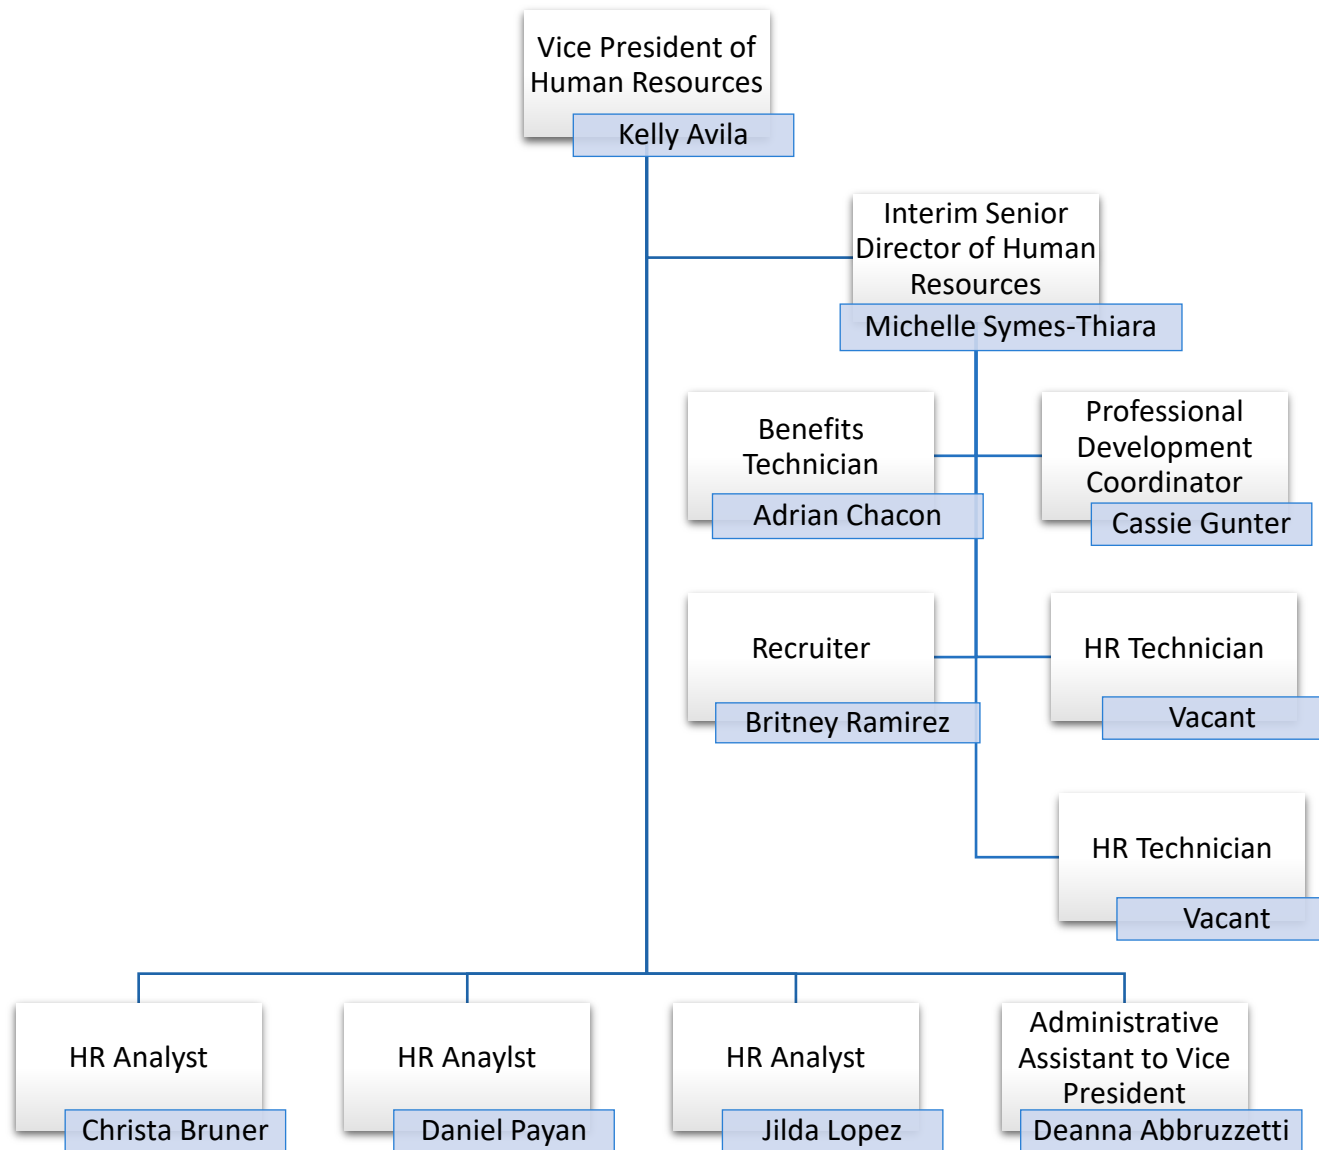 Vice President of
Human Resources
Kelly Avila
Interim Senior
Director of Human
Resources
Michelle Symes-Thiara
Benefits
Technician
Adrian Chacon
Professional
Development
Coordinator
Cassie Gunter
Recruiter
Britney Ramirez
HR Technician
Vacant
HR Technician
Vacant
HR Analyst
Christa Bruner
HR Anaylst
Daniel Payan
HR Analyst
Jilda Lopez
Administrative
Assistant to Vice
President
Deanna Abbruzzetti